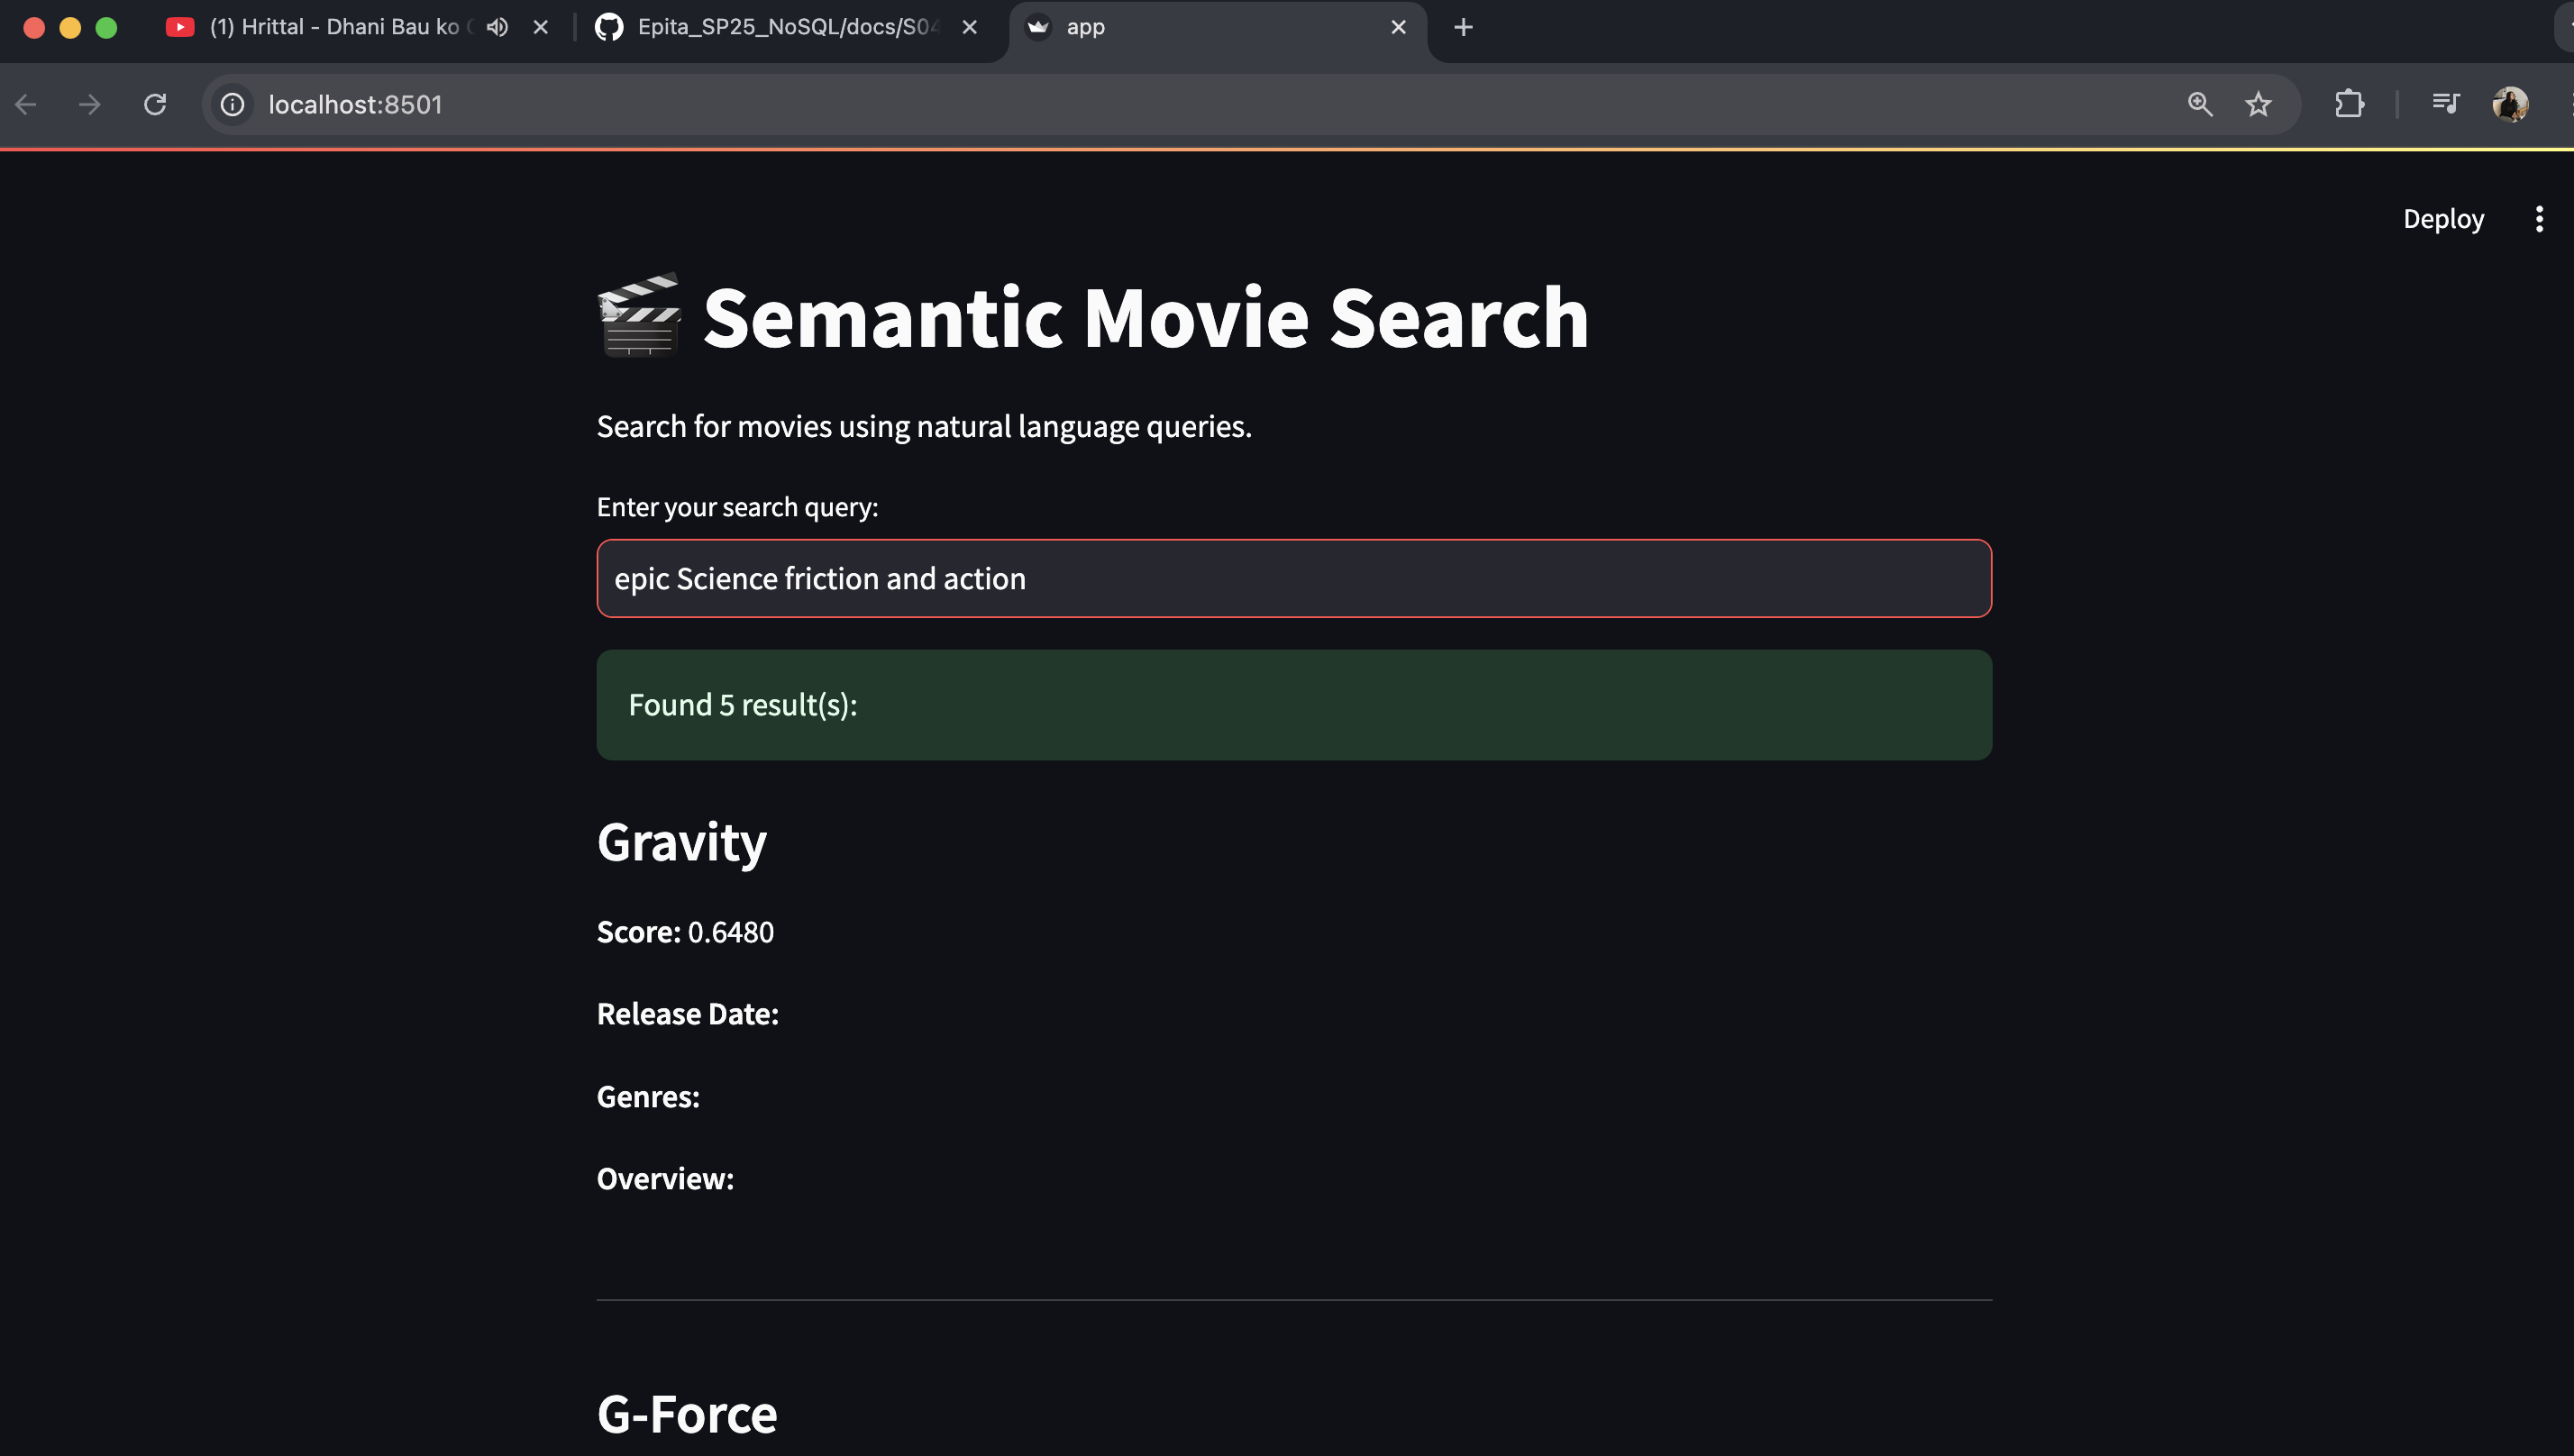 (1) Hrittal - Dhani Bau ko
Epita_SP25_NoSQL/docs/S04
app
localhost:8501
Deploy
Semantic Movie Search
Search for movies using natural language queries.
Enter your search query:
epic Science friction and action
Found 5 result(s):
Gravity
Score: 0.6480
Release Date:
Genres:
Overview:
G-Force